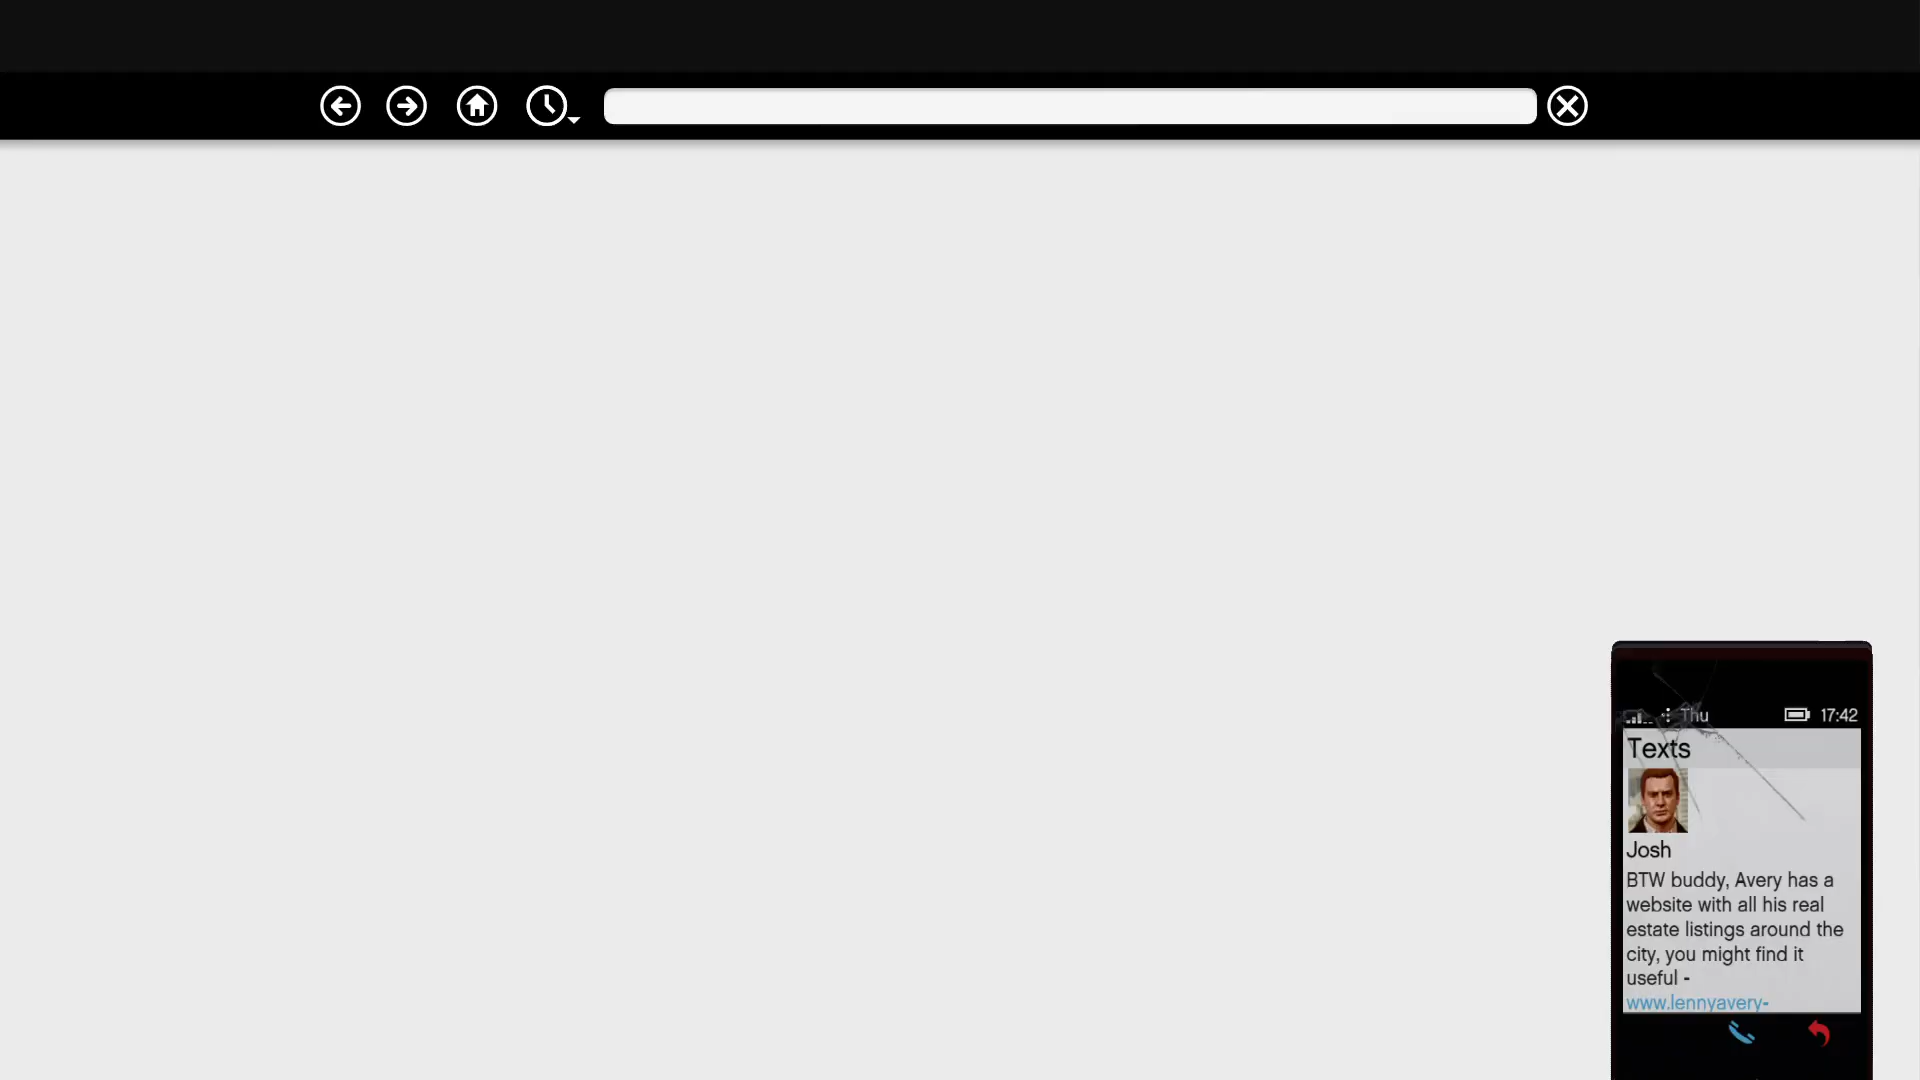 Thu 17:42
Texts
Josh
BTW buddy, Avery has a
website with all his real
estate listings around the
city, you might find it
useful -
www.lennyavery-